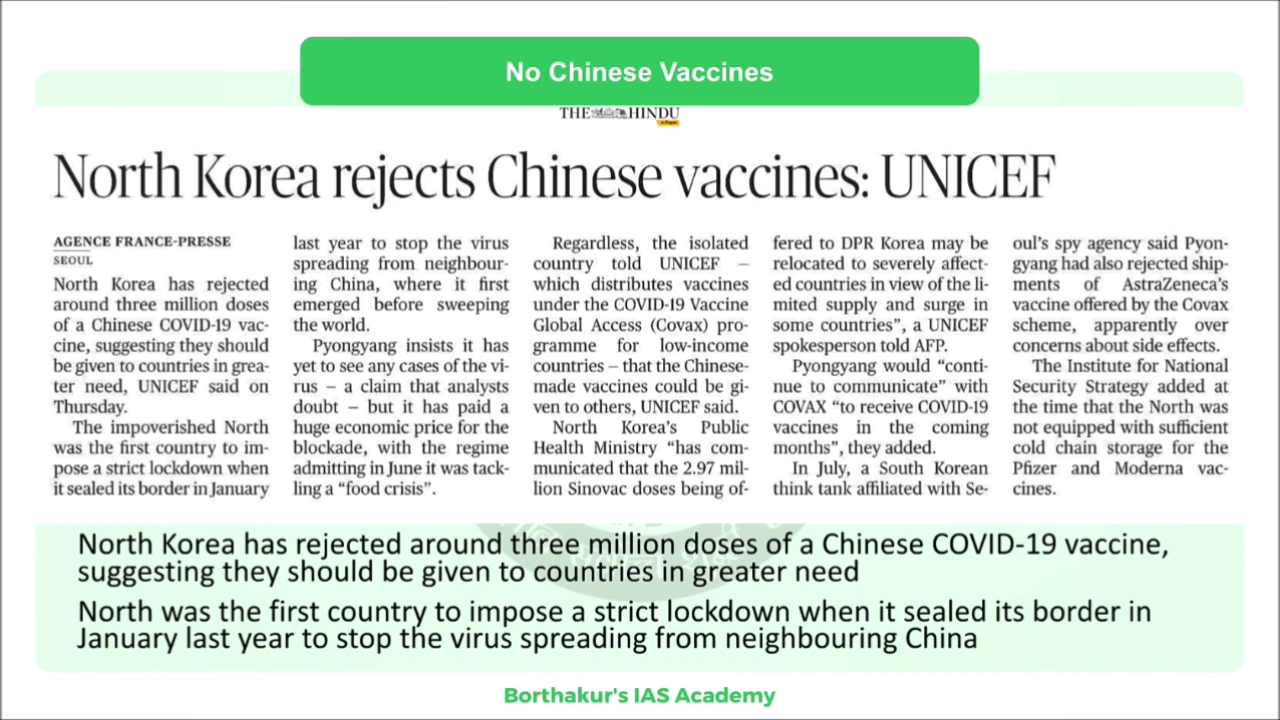 No Chinese Vaccines
THE HINDU
North Korea rejects Chinese vaccines: UNICEF
AGENCE FRANCE-PRESSE
SEOUL
North Korea has rejected
around three million doses
of a Chinese COVID-19 vac-
cine, suggesting they should
be given to countries in grea-
ter need, UNICEF said on
Thursday.
The impoverished North
was the first country to im-
pose a strict lockdown when
it sealed its border in January
last year to stop the virus
spreading from neighbour-
ing China, where it first
emerged before sweeping
the world.
Pyongyang insists it has
yet to see any cases of the vi-
rus – a claim that analysts
doubt – but it has paid a
huge economic price for the
blockade, with the regime
admitting in June it was tack-
ling a “food crisis”.
Regardless, the isolated
country told UNICEF –
which distributes vaccines
under the COVID-19 Vaccine
Global Access (Covax) pro-
gramme for low-income
countries – that the Chinese-
made vaccines could be gi-
ven to others, UNICEF said.
North Korea's Public
Health Ministry “has com-
municated that the 2.97 mil-
lion Sinovac doses being of-
fered to DPR Korea may be
relocated to severely affect-
ed countries in view of the li-
mited supply and surge in
some countries”, a UNICEF
spokesperson told AFP.
Pyongyang would “conti-
nue to communicate” with
COVAX “to receive COVID-19
vaccines in the coming
months”, they added.
In July, a South Korean
think tank affiliated with Se-
oul's spy agency said Pyon-
gyang had also rejected ship-
ments of AstraZeneca's
vaccine offered by the Covax
scheme, apparently over
concerns about side effects.
The Institute for National
Security Strategy added at
the time that the North was
not equipped with sufficient
cold chain storage for the
Pfizer and Moderna vac-
cines.
North Korea has rejected around three million doses of a Chinese COVID-19 vaccine,
suggesting they should be given to countries in greater need
North was the first country to impose a strict lockdown when it sealed its border in
January last year to stop the virus spreading from neighbouring China
Borthakur's IAS Academy